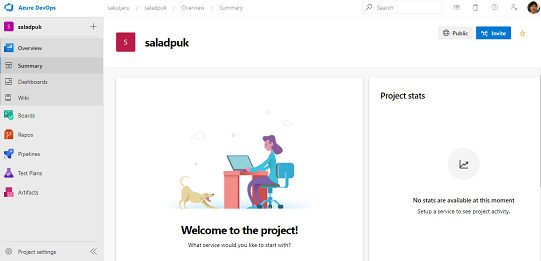 Azure DevOps
sakuljaru / saladpuk / Overview / Summary
Search
S saladpuk
Overview
Summary
Dashboards
Wiki
Boards
Repos
Pipelines
Test Plans
Artifacts
Project settings
S saladpuk
Public
Invite
Welcome to the project!
What service would you like to start with?
Project stats
No stats are available at this moment
Setup a service to see project activity.